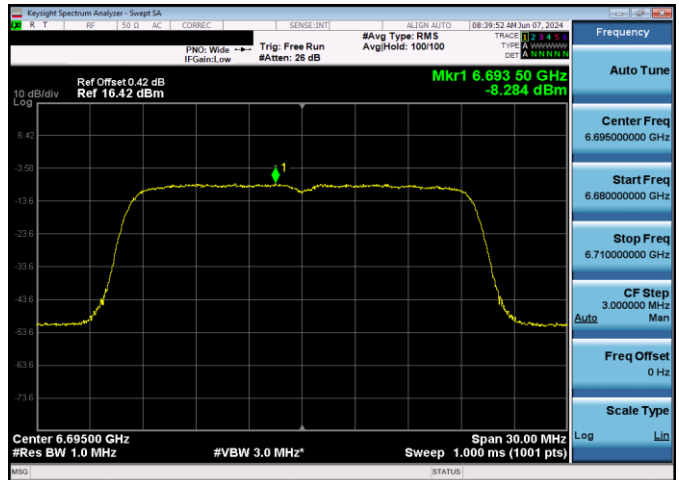 Keysight Spectrum Analyzer - Swept SA
LXI R T RF 50 Ω AC CORREC SENSE:INT ALIGN AUTO 08:39:52 AM Jun 07, 2024
PNO: Wide
IFGain:Low
Trig: Free Run
#Atten: 26 dB
#Avg Type: RMS
Avg|Hold: 100/100
TRACE 1 2 3 4 5 6
TYPE A WWWWW
DET A N N N N N
Ref Offset 0.42 dB
10 dB/div Ref 16.42 dBm
Log
Mkr1 6.693 50 GHz
-8.284 dBm
6.42
-3.58
-13.6
-23.6
-33.6
-43.6
-53.6
-63.6
-73.6
1
Center 6.69500 GHz Span 30.00 MHz
#Res BW 1.0 MHz #VBW 3.0 MHz* Sweep 1.000 ms (1001 pts)
MSG STATUS
Frequency
Auto Tune
Center Freq
6.695000000 GHz
Start Freq
6.680000000 GHz
Stop Freq
6.710000000 GHz
CF Step
3.000000 MHz
Auto Man
Freq Offset
0 Hz
Scale Type
Log Lin